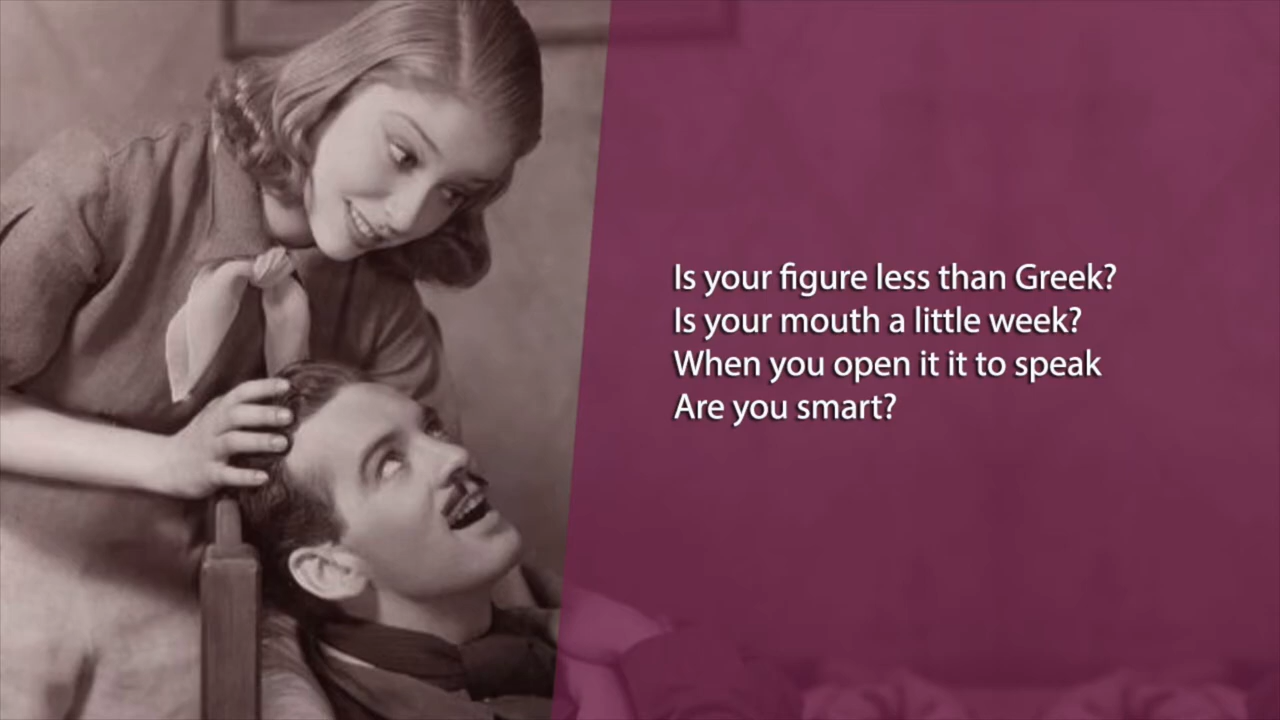 Is your figure less than Greek?
Is your mouth a little week?
When you open it it to speak
Are you smart?